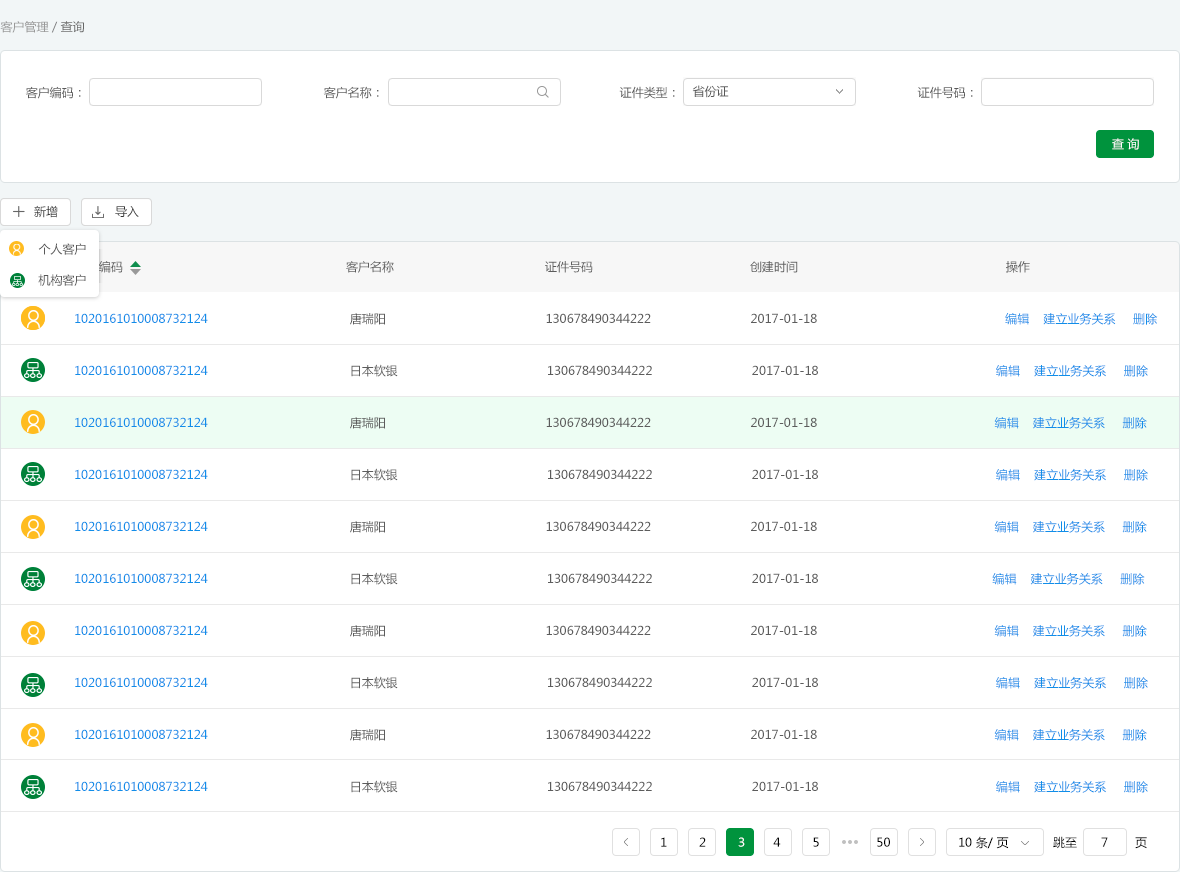 客户管理 / 查询
客户编码： 客户名称： 证件类型： 省份证 证件号码：
查 询
新增 导入
个人客户
机构客户
编码 客户名称 证件号码 创建时间 操作
1020161010008732124 唐瑞阳 130678490344222 2017-01-18 编辑 建立业务关系 删除
1020161010008732124 日本软银 130678490344222 2017-01-18 编辑 建立业务关系 删除
1020161010008732124 唐瑞阳 130678490344222 2017-01-18 编辑 建立业务关系 删除
1020161010008732124 日本软银 130678490344222 2017-01-18 编辑 建立业务关系 删除
1020161010008732124 唐瑞阳 130678490344222 2017-01-18 编辑 建立业务关系 删除
1020161010008732124 日本软银 130678490344222 2017-01-18 编辑 建立业务关系 删除
1020161010008732124 唐瑞阳 130678490344222 2017-01-18 编辑 建立业务关系 删除
1020161010008732124 日本软银 130678490344222 2017-01-18 编辑 建立业务关系 删除
1020161010008732124 唐瑞阳 130678490344222 2017-01-18 编辑 建立业务关系 删除
1020161010008732124 日本软银 130678490344222 2017-01-18 编辑 建立业务关系 删除
1 2 3 4 5 ••• 50 10 条/ 页 跳至 7 页